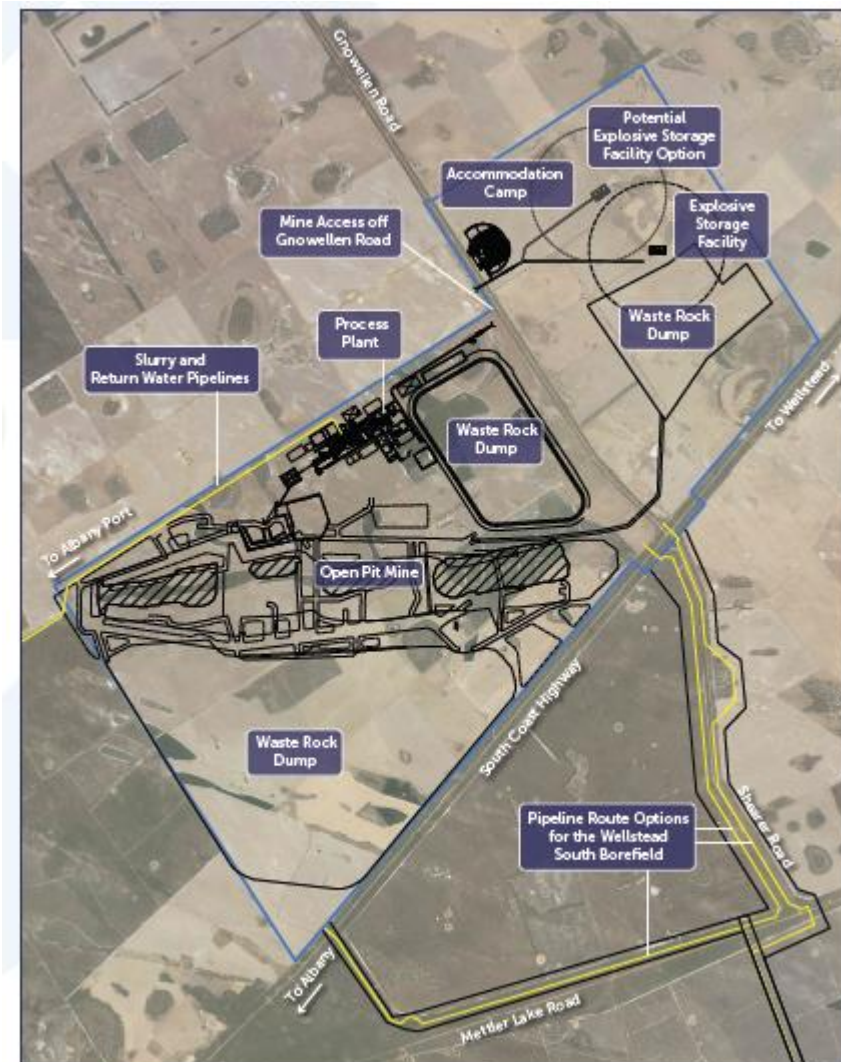 Gnowellen Road
Potential
Explosive Storage
Facility Option
Accommodation
Camp
Explosive
Storage
Facility
Mine Access off
Gnowellen Road
Waste Rock
Dump
Process
Plant
Slurry and
Return Water Pipelines
To Wellstead
Waste Rock
Dump
To Albany Port
Open Pit Mine
South Coast Highway
Waste Rock
Dump
Pipeline Route Options
for the Wellstead
South Borefield
Shearer Road
To Albany
Mettler Lake Road